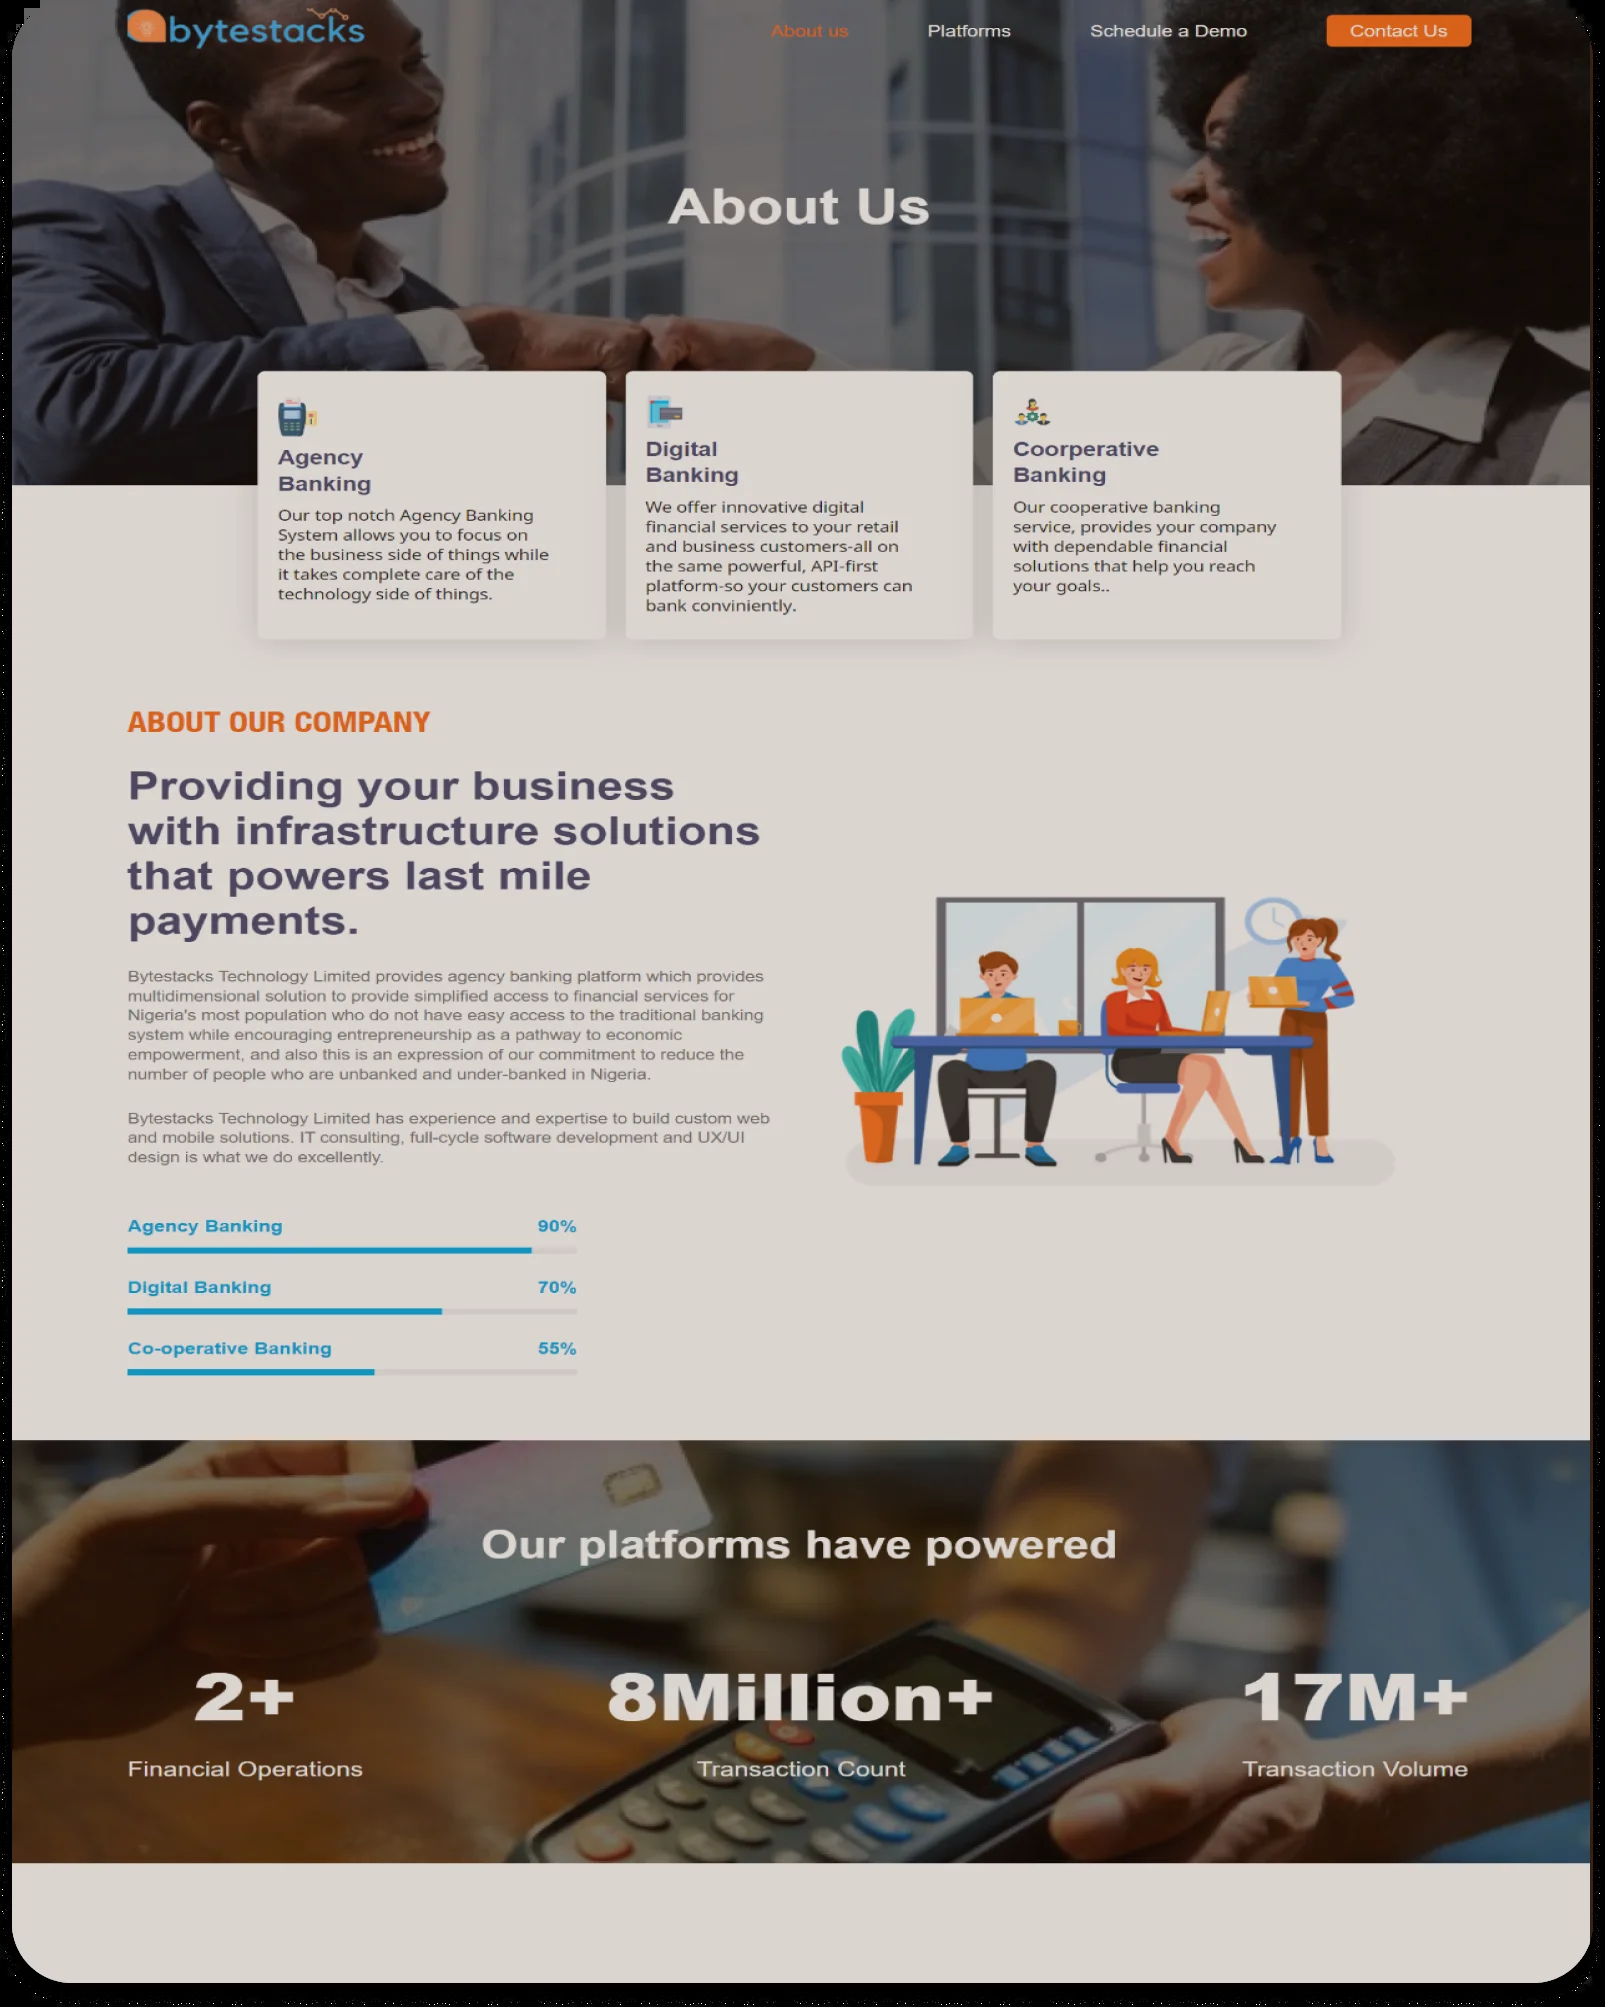 bytestacks
About us
Platforms
Schedule a Demo
Contact Us
About Us
Agency
Banking
Our top notch Agency Banking
System allows you to focus on
the business side of things while
it takes complete care of the
technology side of things.
Digital
Banking
We offer innovative digital
financial services to your retail
and business customers-all on
the same powerful, API-first
platform-so your customers can
bank conviniently.
Coorperative
Banking
Our cooperative banking
service, provides your company
with dependable financial
solutions that help you reach
your goals..
ABOUT OUR COMPANY
Providing your business
with infrastructure solutions
that powers last mile
payments.
Bytestacks Technology Limited provides agency banking platform which provides
multidimensional solution to provide simplified access to financial services for
Nigeria's most population who do not have easy access to the traditional banking
system while encouraging entrepreneurship as a pathway to economic
empowerment, and also this is an expression of our commitment to reduce the
number of people who are unbanked and under-banked in Nigeria.
Bytestacks Technology Limited has experience and expertise to build custom web
and mobile solutions. IT consulting, full-cycle software development and UX/UI
design is what we do excellently.
Agency Banking 90%
Digital Banking 70%
Co-operative Banking 55%
Our platforms have powered
2+
Financial Operations
8Million+
Transaction Count
17M+
Transaction Volume